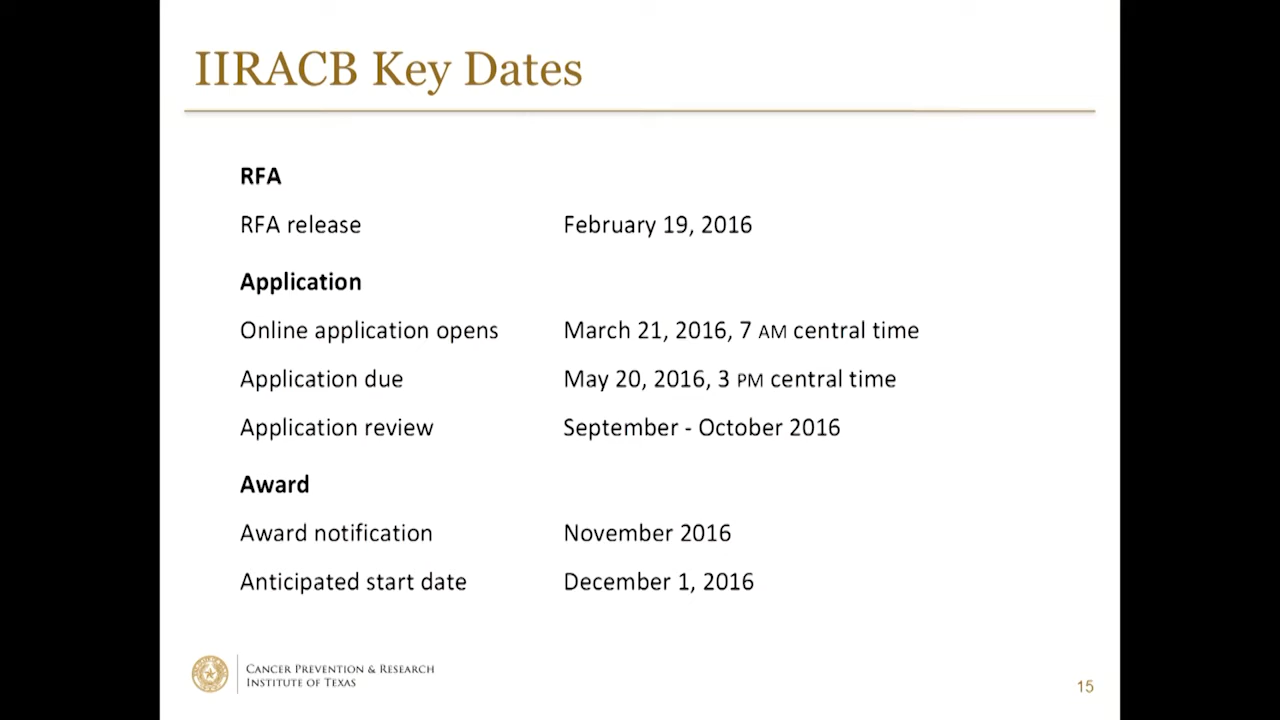 IIRACB Key Dates
RFA
RFA release February 19, 2016
Application
Online application opens March 21, 2016, 7 AM central time
Application due May 20, 2016, 3 PM central time
Application review September - October 2016
Award
Award notification November 2016
Anticipated start date December 1, 2016
CANCER PREVENTION & RESEARCH
INSTITUTE OF TEXAS
15